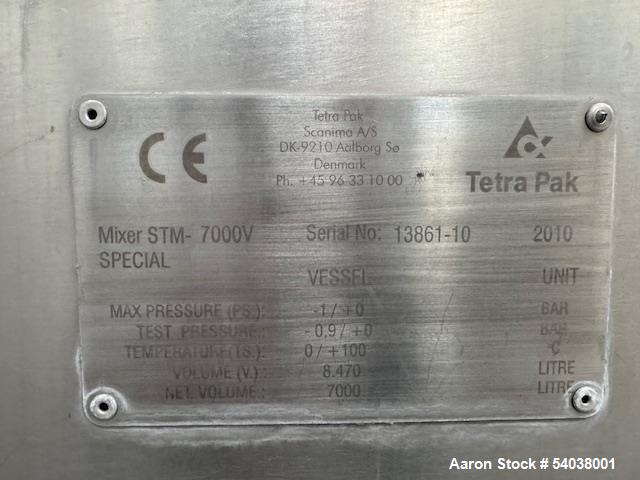 CE
Tetra Pak
Scanima A/S
DK-9210 Aalborg Sø
Denmark
Ph. +45 96 33 10 00
Tetra Pak
Mixer STM- 7000V Serial No: 13861-10 2010
SPECIAL
VESSEL UNIT
MAX PRESSURE (PS.): -1/+0 BAR
TEST PRESSURE.: - 0,9/+0 BAR
TEMPERATURE(TS.): 0/+100 °C
VOLUME (V.): 8.470 LITRE
NET. VOLUME.: 7000 LITRE
Aaron Stock # 54038001